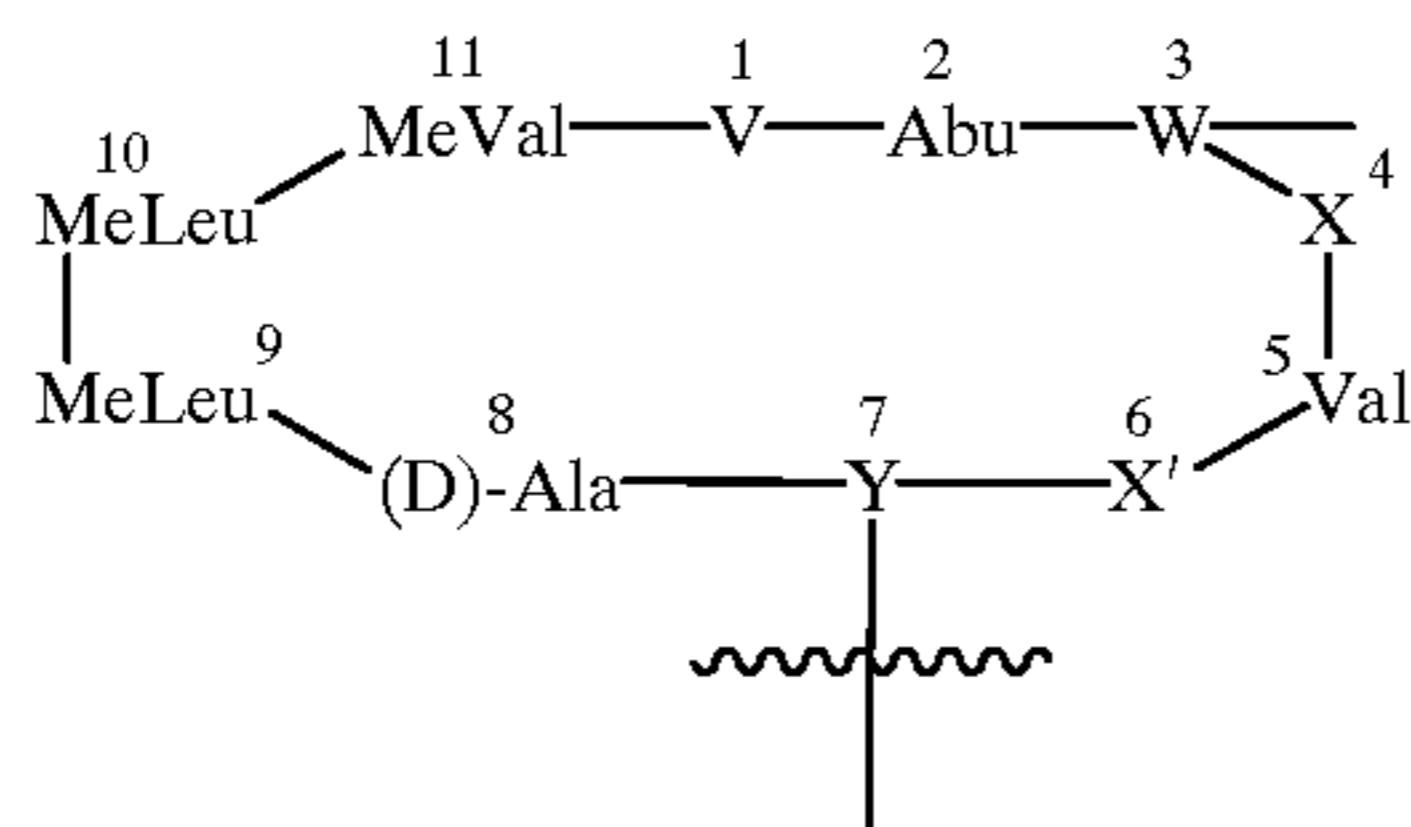 11 1 2 3
MeVal V Abu W
10 4
MeLeu X
9 5
MeLeu Val
8 7 6
(D)-Ala Y X'